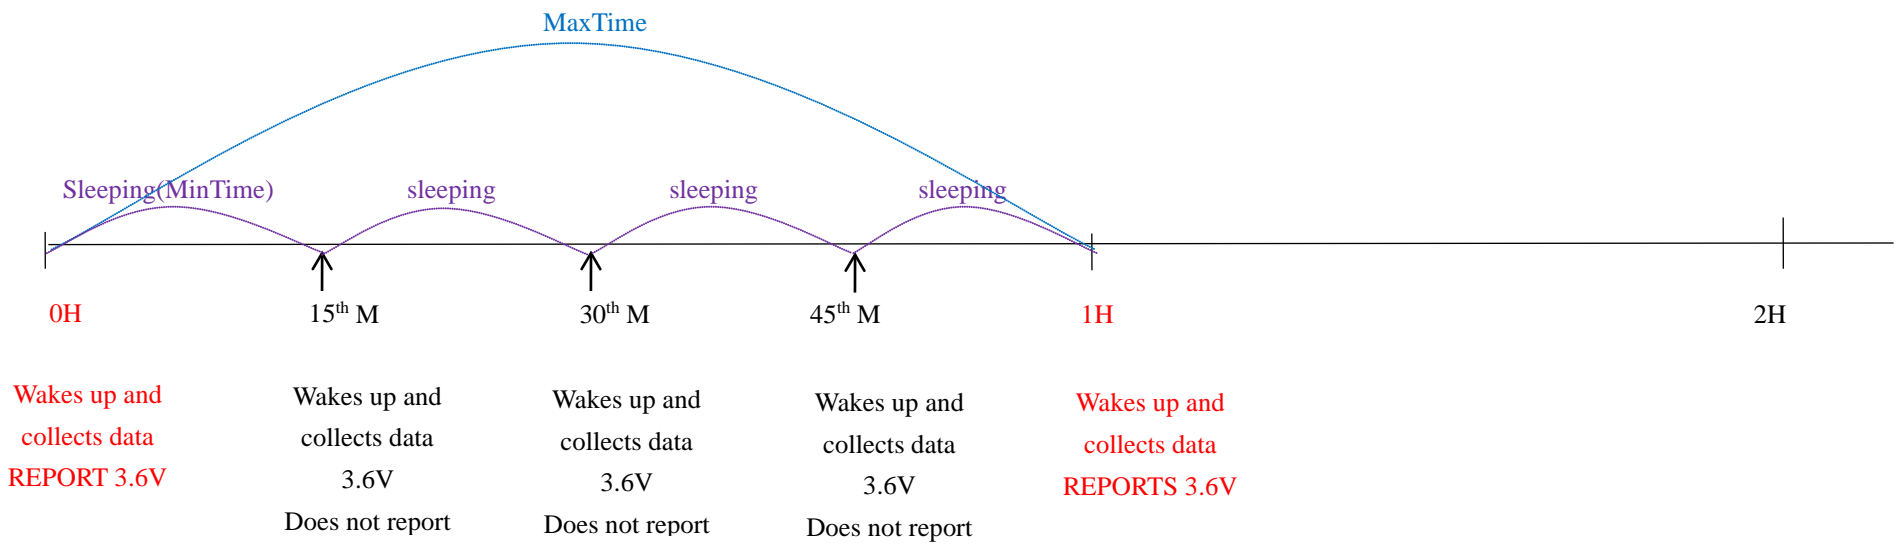 MaxTime
Sleeping(MinTime)
sleeping
sleeping
sleeping
0H
15th M
30th M
45th M
1H
2H
Wakes up and
collects data
REPORT 3.6V
Wakes up and
collects data
3.6V
Does not report
Wakes up and
collects data
3.6V
Does not report
Wakes up and
collects data
3.6V
Does not report
Wakes up and
collects data
REPORTS 3.6V